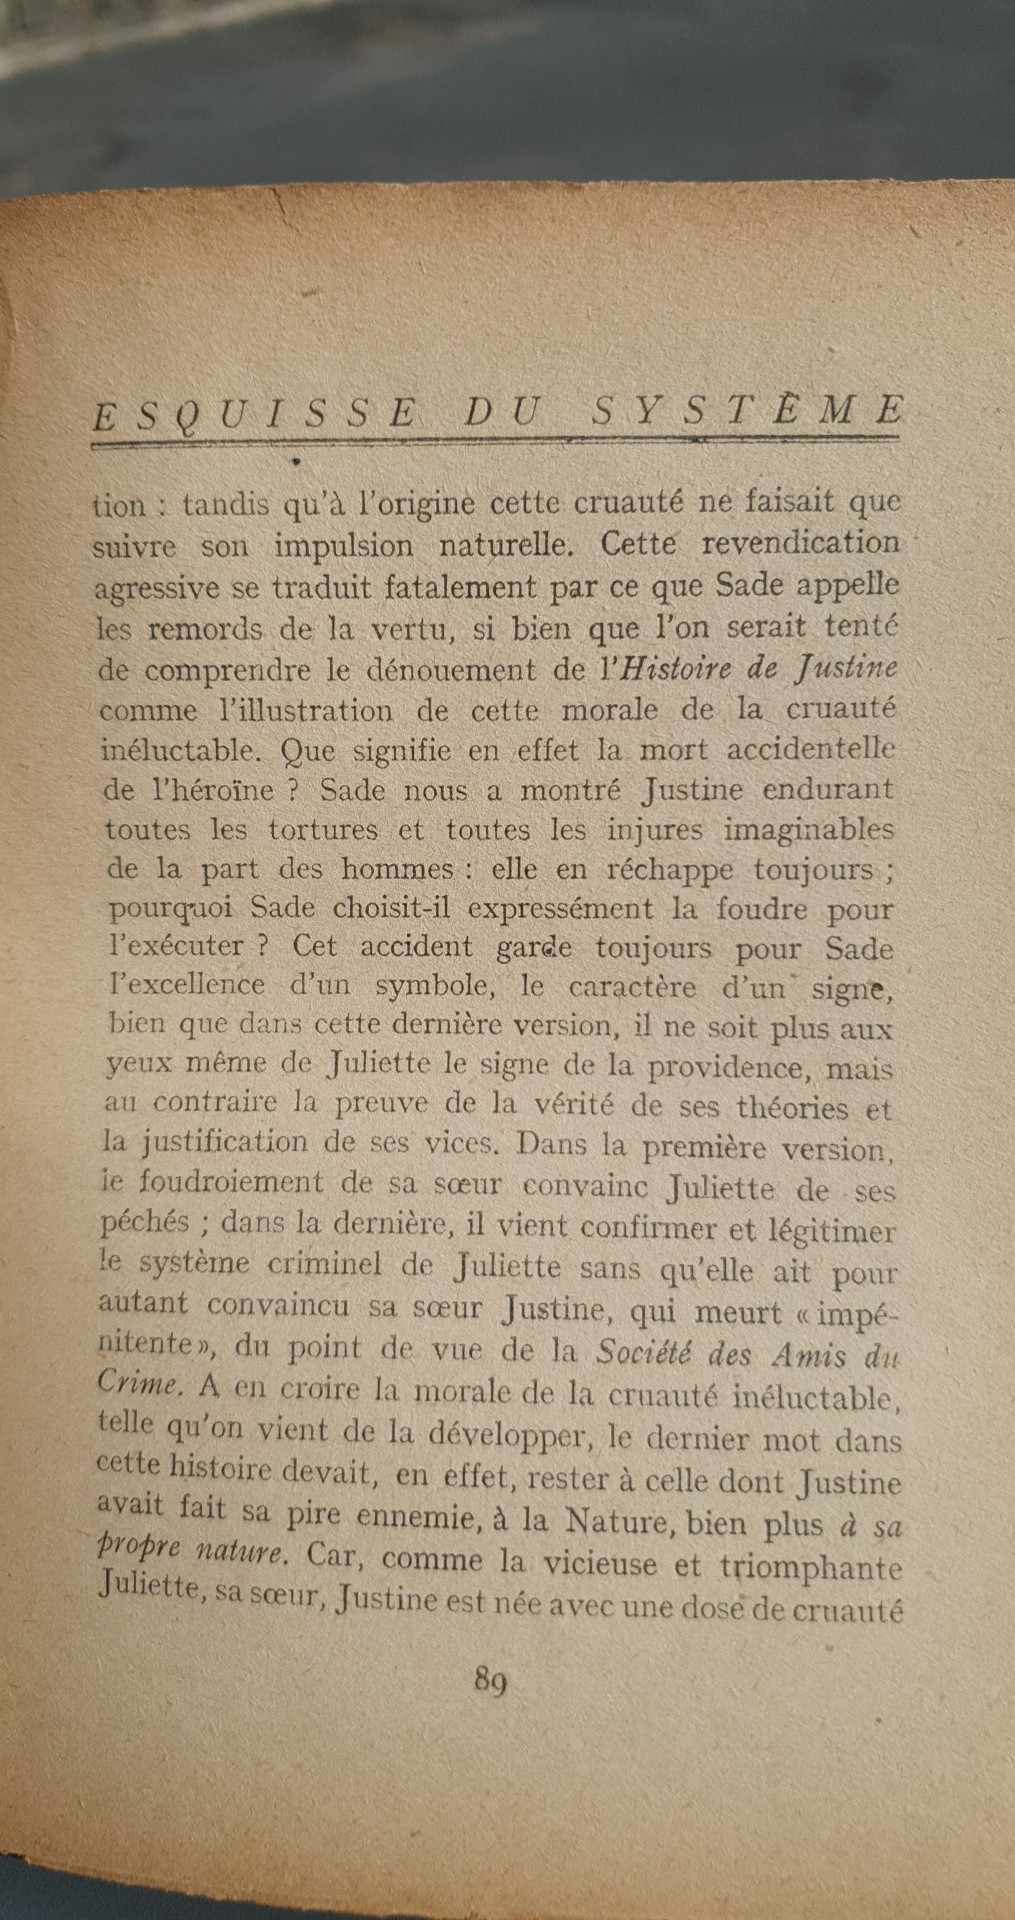 ESQUISSE DU SYSTÈME
tion : tandis qu'à l'origine cette cruauté ne faisait que
suivre son impulsion naturelle. Cette revendication
agressive se traduit fatalement par ce que Sade appelle
les remords de la vertu, si bien que l'on serait tenté
de comprendre le dénouement de l'Histoire de Justine
comme l'illustration de cette morale de la cruauté
inéluctable. Que signifie en effet la mort accidentelle
de l'héroïne ? Sade nous a montré Justine endurant
toutes les tortures et toutes les injures imaginables
de la part des hommes : elle en réchappe toujours ;
pourquoi Sade choisit-il expressément la foudre pour
l'exécuter ? Cet accident garde toujours pour Sade
l'excellence d'un symbole, le caractère d'un signe,
bien que dans cette dernière version, il ne soit plus aux
yeux même de Juliette le signe de la providence, mais
au contraire la preuve de la vérité de ses théories et
la justification de ses vices. Dans la première version,
le foudroiement de sa sœur convainc Juliette de ses
péchés ; dans la dernière, il vient confirmer et légitimer
le système criminel de Juliette sans qu'elle ait pour
autant convaincu sa sœur Justine, qui meurt « impé-
nitente», du point de vue de la Société des Amis du
Crime. A en croire la morale de la cruauté inéluctable,
telle qu'on vient de la développer, le dernier mot dans
cette histoire devait, en effet, rester à celle dont Justine
avait fait sa pire ennemie, à la Nature, bien plus à sa
propre nature. Car, comme la vicieuse et triomphante
Juliette, sa sœur, Justine est née avec une dose de cruauté
89